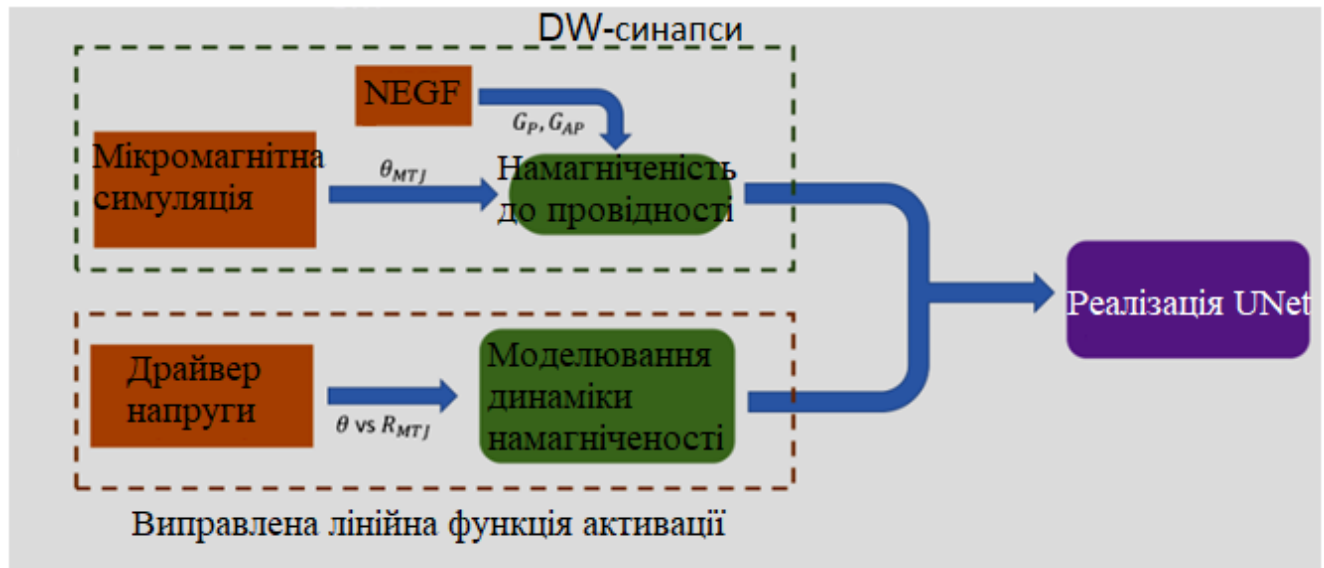 DW-синапси
NEGF
G_P, G_AP
Мікромагнітна
симуляція
θ_MTJ
Намагніченість
до провідності
Реалізація UNet
Драйвер
напруги
θ vs R_MTJ
Моделювання
динаміки
намагніченості
Виправлена лінійна функція активації